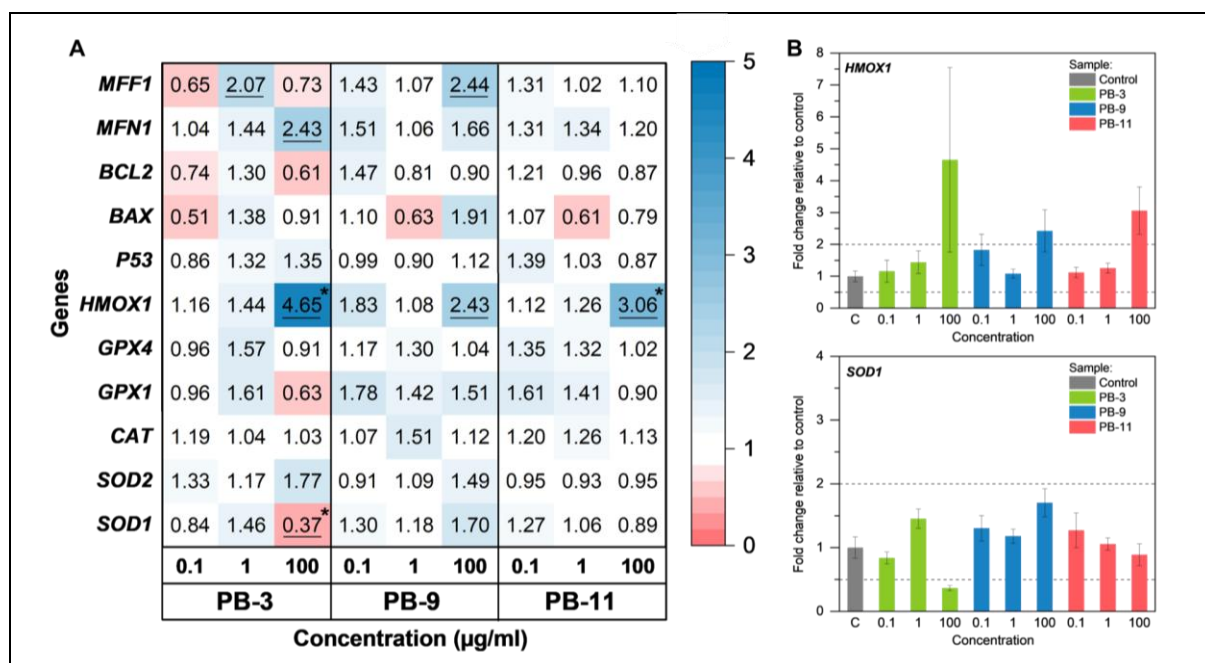 A
MFF1 0.65 2.07 0.73 1.43 1.07 2.44 1.31 1.02 1.10
MFN1 1.04 1.44 2.43 1.51 1.06 1.66 1.31 1.34 1.20
BCL2 0.74 1.30 0.61 1.47 0.81 0.90 1.21 0.96 0.87
BAX 0.51 1.38 0.91 1.10 0.63 1.91 1.07 0.61 0.79
P53 0.86 1.32 1.35 0.99 0.90 1.12 1.39 1.03 0.87
HMOX1 1.16 1.44 4.65* 1.83 1.08 2.43 1.12 1.26 3.06*
GPX4 0.96 1.57 0.91 1.17 1.30 1.04 1.35 1.32 1.02
GPX1 0.96 1.61 0.63 1.78 1.42 1.51 1.61 1.41 0.90
CAT 1.19 1.04 1.03 1.07 1.51 1.12 1.20 1.26 1.13
SOD2 1.33 1.17 1.77 0.91 1.09 1.49 0.95 0.93 0.95
SOD1 0.84 1.46 0.37* 1.30 1.18 1.70 1.27 1.06 0.89
0.1 1 100 0.1 1 100 0.1 1 100
PB-3 PB-9 PB-11
Concentration (µg/ml)
Genes
5
4
3
2
1
0
B
HMOX1
Sample:
Control
PB-3
PB-9
PB-11
Fold change relative to control
8
7
6
5
4
3
2
1
0
C 0.1 1 100 0.1 1 100 0.1 1 100
Concentration
SOD1
Sample:
Control
PB-3
PB-9
PB-11
Fold change relative to control
4
3
2
1
0
C 0.1 1 100 0.1 1 100 0.1 1 100
Concentration